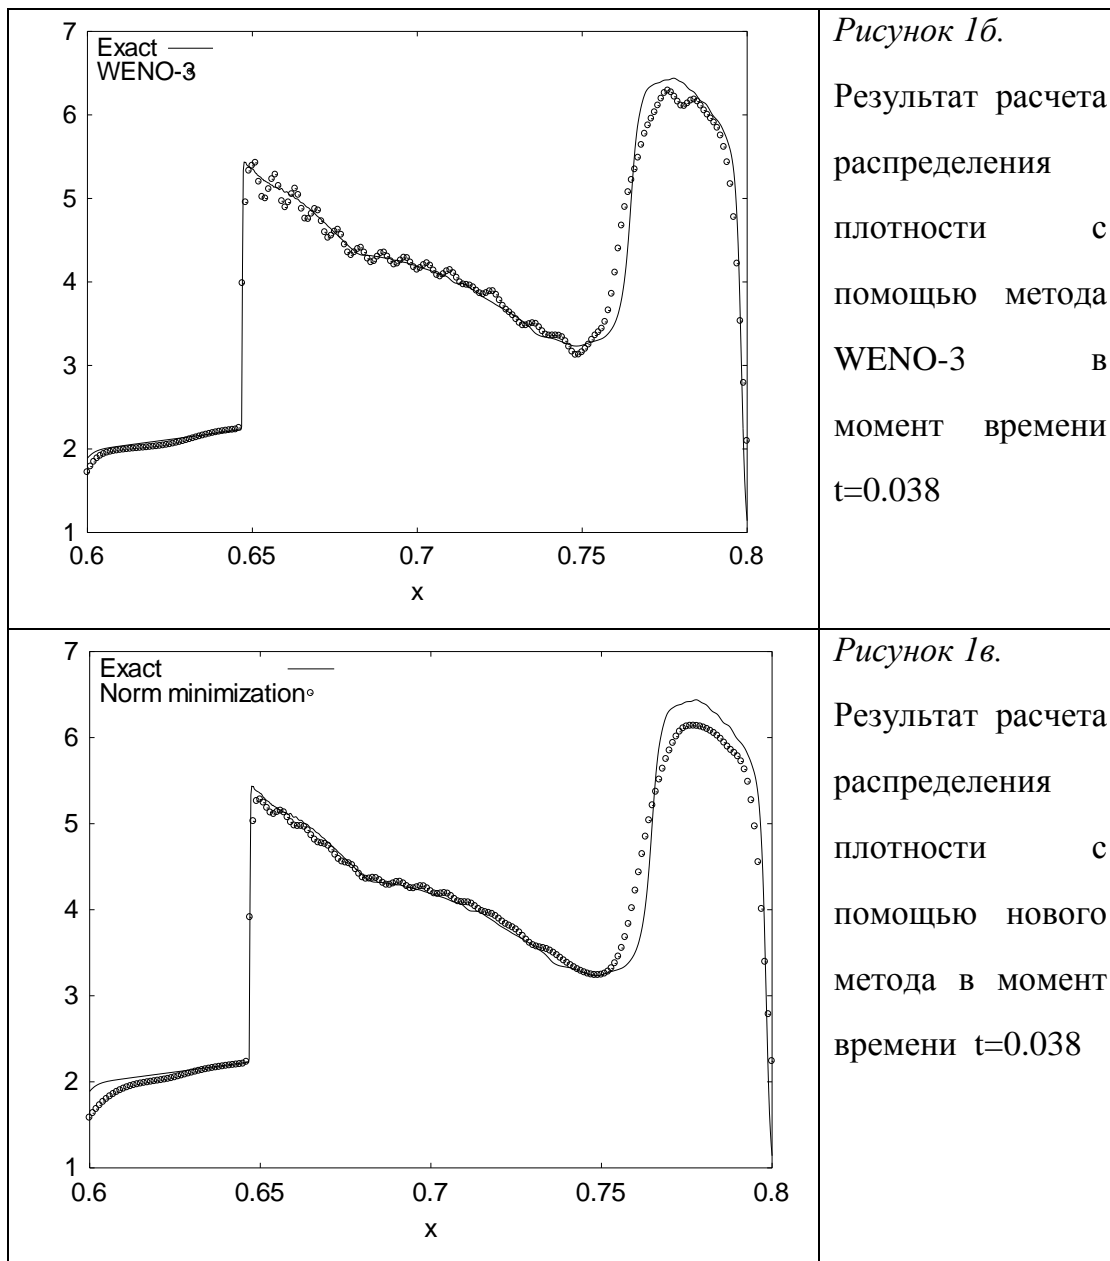 7
6
5
4
3
2
1
Exact
WENO-3
0.6 0.65 0.7 0.75 0.8
x
Рисунок 1б.
Результат расчета
распределения
плотности с
помощью метода
WENO-3 в
момент времени
t=0.038
7
6
5
4
3
2
1
Exact
Norm minimization
0.6 0.65 0.7 0.75 0.8
x
Рисунок 1в.
Результат расчета
распределения
плотности с
помощью нового
метода в момент
времени t=0.038